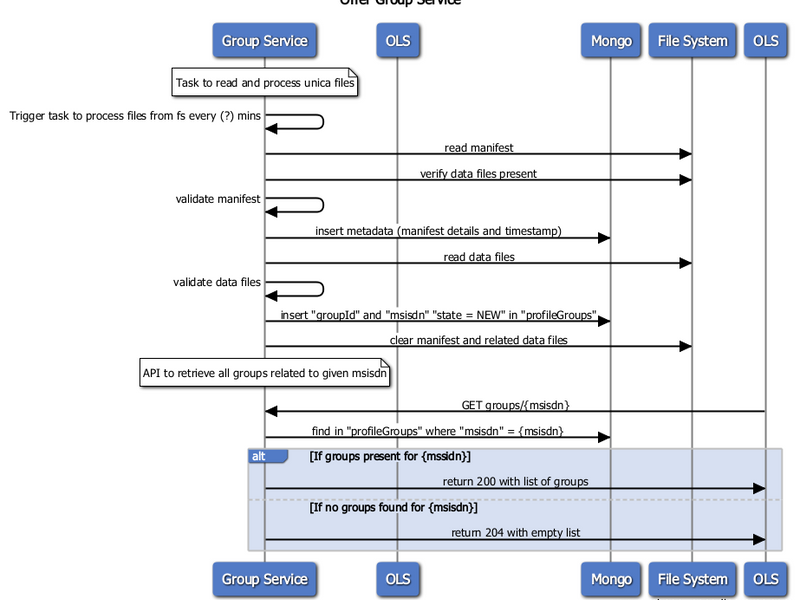 Offer Group Service
Group Service OLS Mongo File System OLS
Task to read and process unica files
Trigger task to process files from fs every (?) mins
read manifest
verify data files present
validate manifest
insert metadata (manifest details and timestamp)
read data files
validate data files
insert "groupId" and "msisdn" "state = NEW" in "profileGroups"
clear manifest and related data files
API to retrieve all groups related to given msisdn
GET groups/{msisdn}
find in "profileGroups" where "msisdn" = {msisdn}
alt [If groups present for {mssidn}]
return 200 with list of groups
[If no groups found for {msisdn}]
return 204 with empty list
Group Service OLS Mongo File System OLS